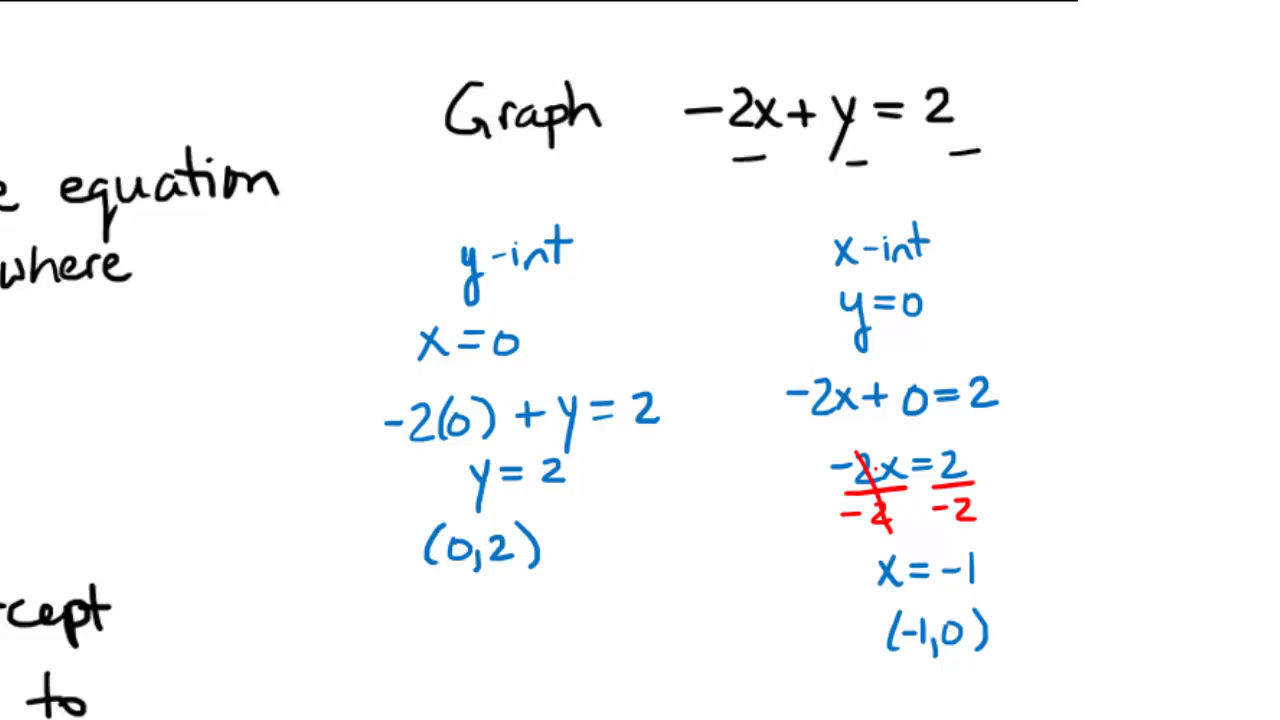 Graph -2x + y = 2
equation
where
y-int
x = 0
-2(0) + y = 2
y = 2
(0,2)
x-int
y = 0
-2x + 0 = 2
-2x = 2
-2 -2
x = -1
(-1,0)
to